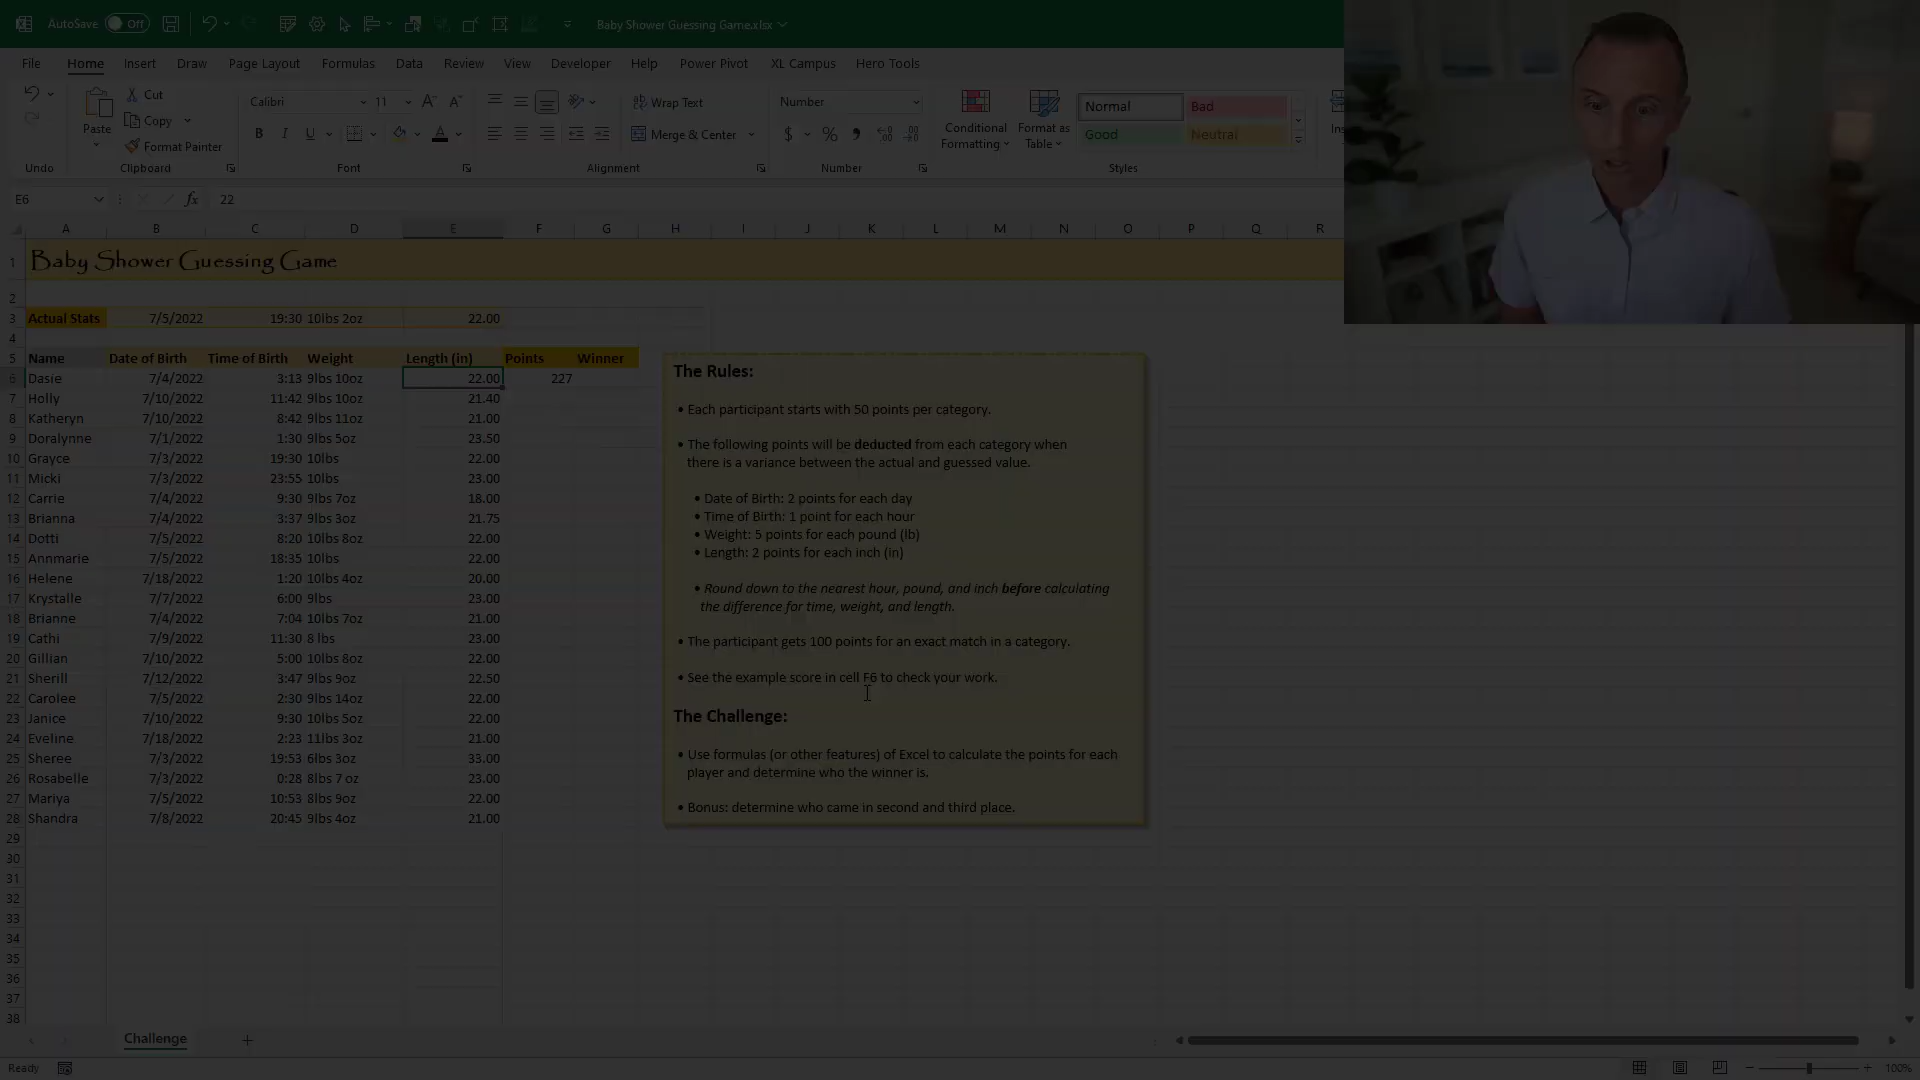 AutoSave Off Baby Shower Guessing Game.xlsx
File Home Insert Draw Page Layout Formulas Data Review View Developer Help Power Pivot XL Campus Hero Tools
Cut
Copy
Format Painter
Paste
Calibri 11
B I U
Wrap Text
Merge & Center
Number
$ % ,
Conditional Formatting
Format as Table
Normal Bad
Good Neutral
Undo Clipboard Font Alignment Number Styles
E6 fx 22
A B C D E F G H I J K L M N O P Q R
1 Baby Shower Guessing Game
2
3 Actual Stats 7/5/2022 19:30 10lbs 2oz 22.00
4
5 Name Date of Birth Time of Birth Weight Length (in) Points Winner
6 Dasie 7/4/2022 3:13 9lbs 10oz 22.00 227
7 Holly 7/10/2022 11:42 9lbs 10oz 21.40
8 Katheryn 7/10/2022 8:42 9lbs 11oz 21.00
9 Doralynne 7/1/2022 1:30 9lbs 5oz 23.50
10 Grayce 7/3/2022 19:30 10lbs 22.00
11 Micki 7/3/2022 23:55 10lbs 23.00
12 Carrie 7/4/2022 9:30 9lbs 7oz 18.00
13 Brianna 7/4/2022 3:37 9lbs 3oz 21.75
14 Dotti 7/5/2022 8:20 10lbs 8oz 22.00
15 Annmarie 7/5/2022 18:35 10lbs 22.00
16 Helene 7/18/2022 1:20 10lbs 4oz 20.00
17 Krystalle 7/7/2022 6:00 9lbs 23.00
18 Brianne 7/4/2022 7:04 10lbs 7oz 21.00
19 Cathi 7/9/2022 11:30 8 lbs 23.00
20 Gillian 7/10/2022 5:00 10lbs 8oz 22.00
21 Sherill 7/12/2022 3:47 9lbs 9oz 22.50
22 Carolee 7/5/2022 2:30 9lbs 14oz 22.00
23 Janice 7/10/2022 9:30 10lbs 5oz 22.00
24 Eveline 7/18/2022 2:23 11lbs 3oz 21.00
25 Sheree 7/3/2022 19:53 6lbs 3oz 33.00
26 Rosabelle 7/3/2022 0:28 8lbs 7 oz 23.00
27 Mariya 7/5/2022 10:53 8lbs 9oz 22.00
28 Shandra 7/8/2022 20:45 9lbs 4oz 21.00
29
30
31
32
33
34
35
36
37
38
The Rules:
• Each participant starts with 50 points per category.
• The following points will be deducted from each category when
there is a variance between the actual and guessed value.
• Date of Birth: 2 points for each day
• Time of Birth: 1 point for each hour
• Weight: 5 points for each pound (lb)
• Length: 2 points for each inch (in)
• Round down to the nearest hour, pound, and inch before calculating
the difference for time, weight, and length.
• The participant gets 100 points for an exact match in a category.
• See the example score in cell F6 to check your work.
The Challenge:
• Use formulas (or other features) of Excel to calculate the points for each
player and determine who the winner is.
• Bonus: determine who came in second and third place.
Challenge
Ready 100%